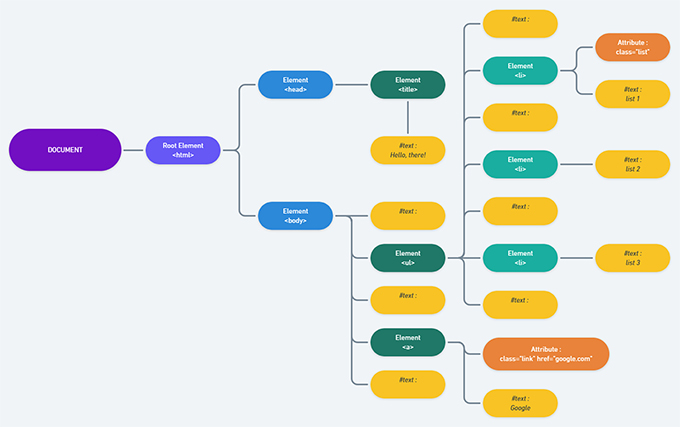 DOCUMENT
Root Element
<html>
Element
<head>
Element
<title>
#text :
Hello, there!
Element
<body>
#text :
Element
<ul>
#text :
Element
<a>
#text :
#text :
Element
<li>
Attribute :
class="list"
#text :
list 1
#text :
Element
<li>
#text :
list 2
#text :
Element
<li>
#text :
list 3
#text :
Attribute :
class="link" href="google.com"
#text :
Google